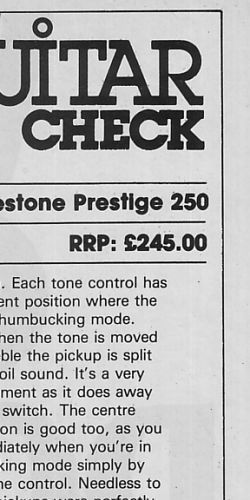 UITAR
CHECK
estone Prestige 250
RRP: £245.00
. Each tone control has
ent position where the
humbucking mode.
hen the tone is moved
ble the pickup is split
oil sound. It's a very
ment as it does away
switch. The centre
on is good too, as you
diately when you're in
king mode simply by
ne control. Needless to